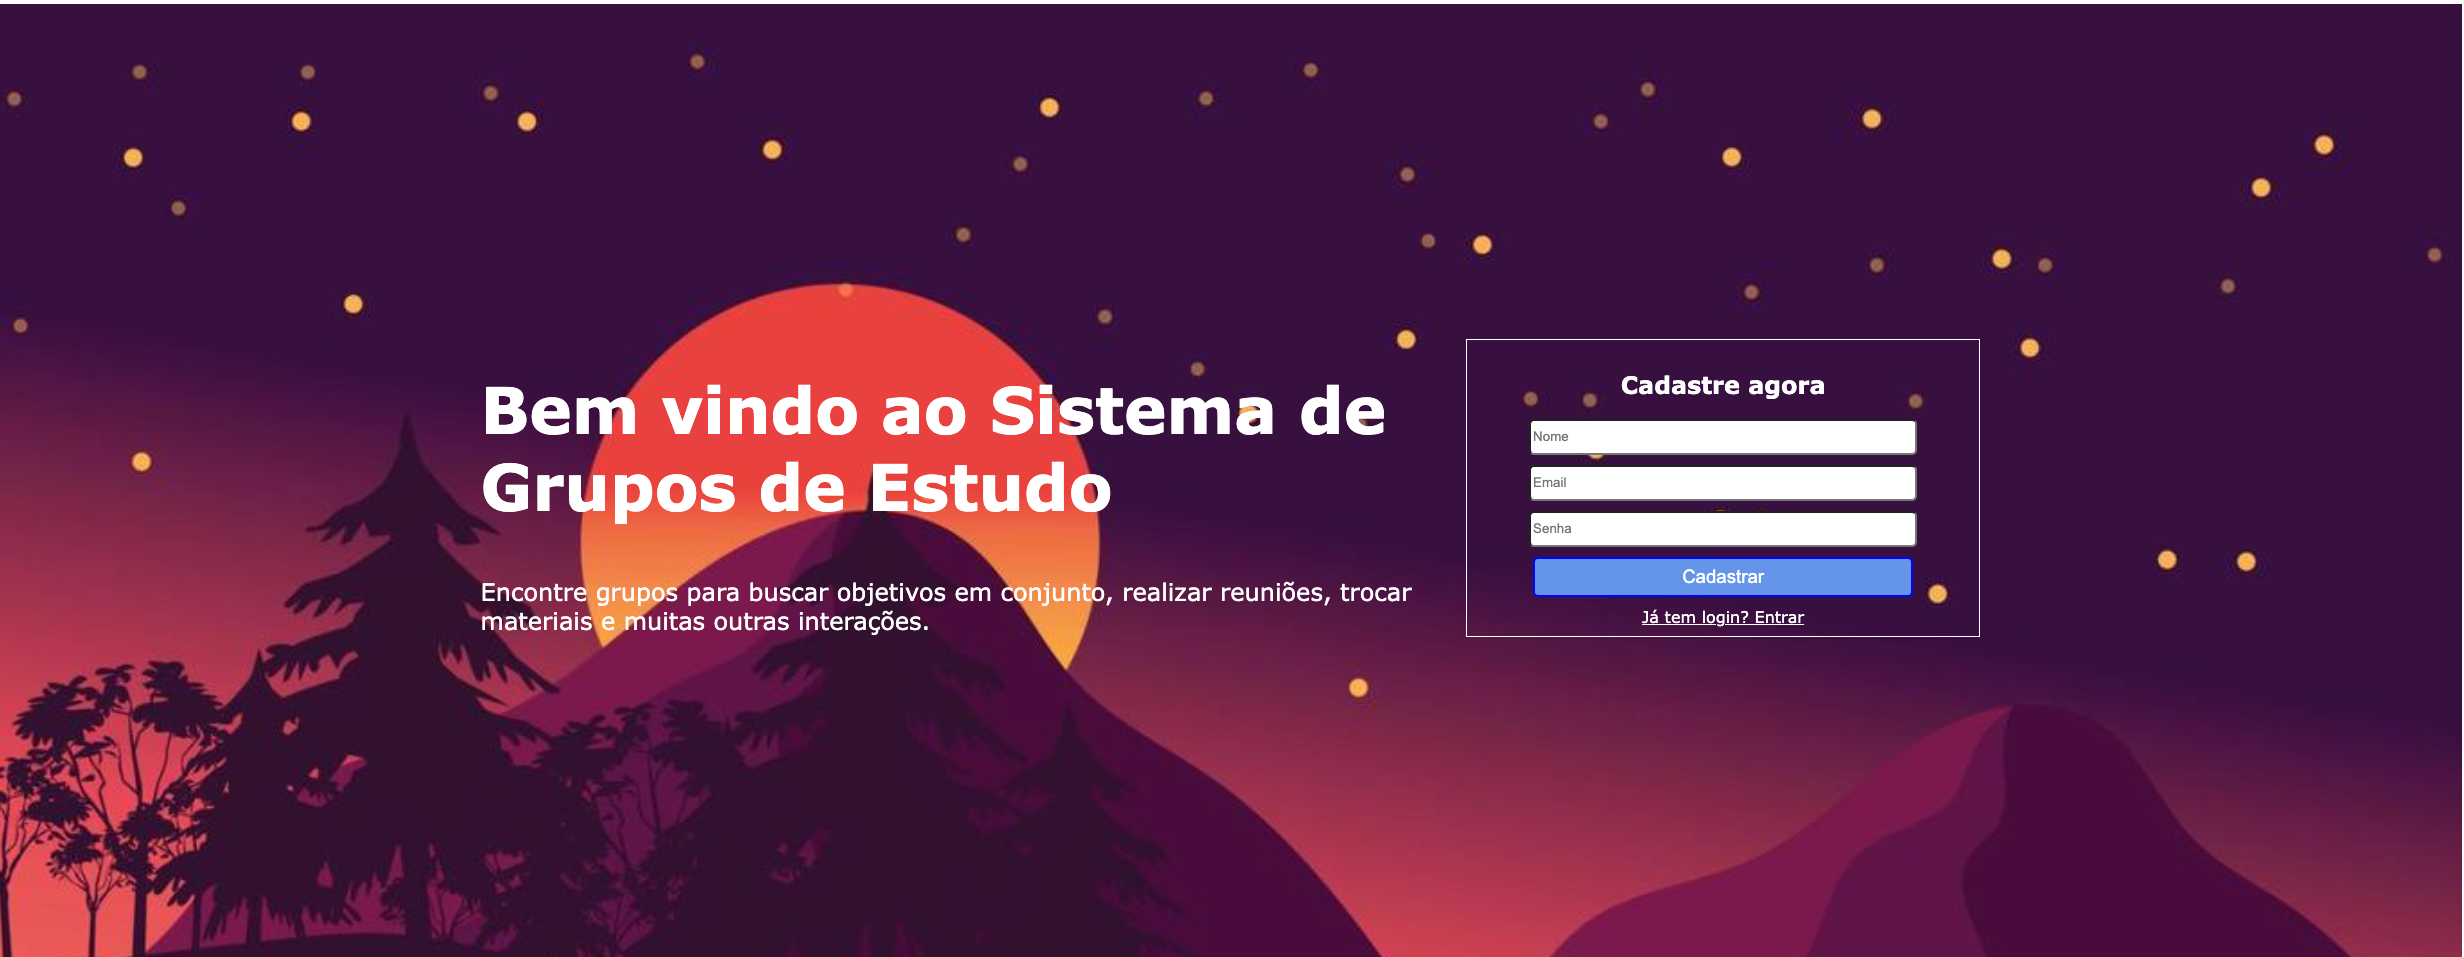 Bem vindo ao Sistema de
Grupos de Estudo
Encontre grupos para buscar objetivos em conjunto, realizar reuniões, trocar
materiais e muitas outras interações.
Cadastre agora
Nome
Email
Senha
Cadastrar
Já tem login? Entrar